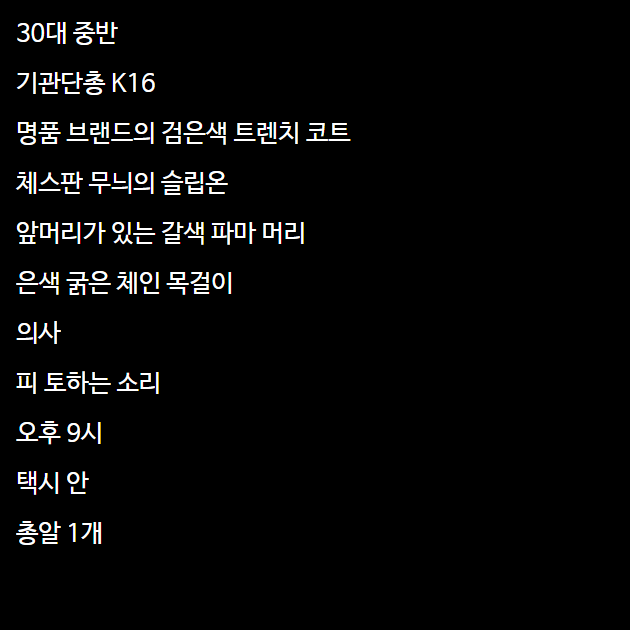 30대 중반
기관단총 K16
명품 브랜드의 검은색 트렌치 코트
체스판 무늬의 슬립온
앞머리가 있는 갈색 파마 머리
은색 굵은 체인 목걸이
의사
피 토하는 소리
오후 9시
택시 안
총알 1개